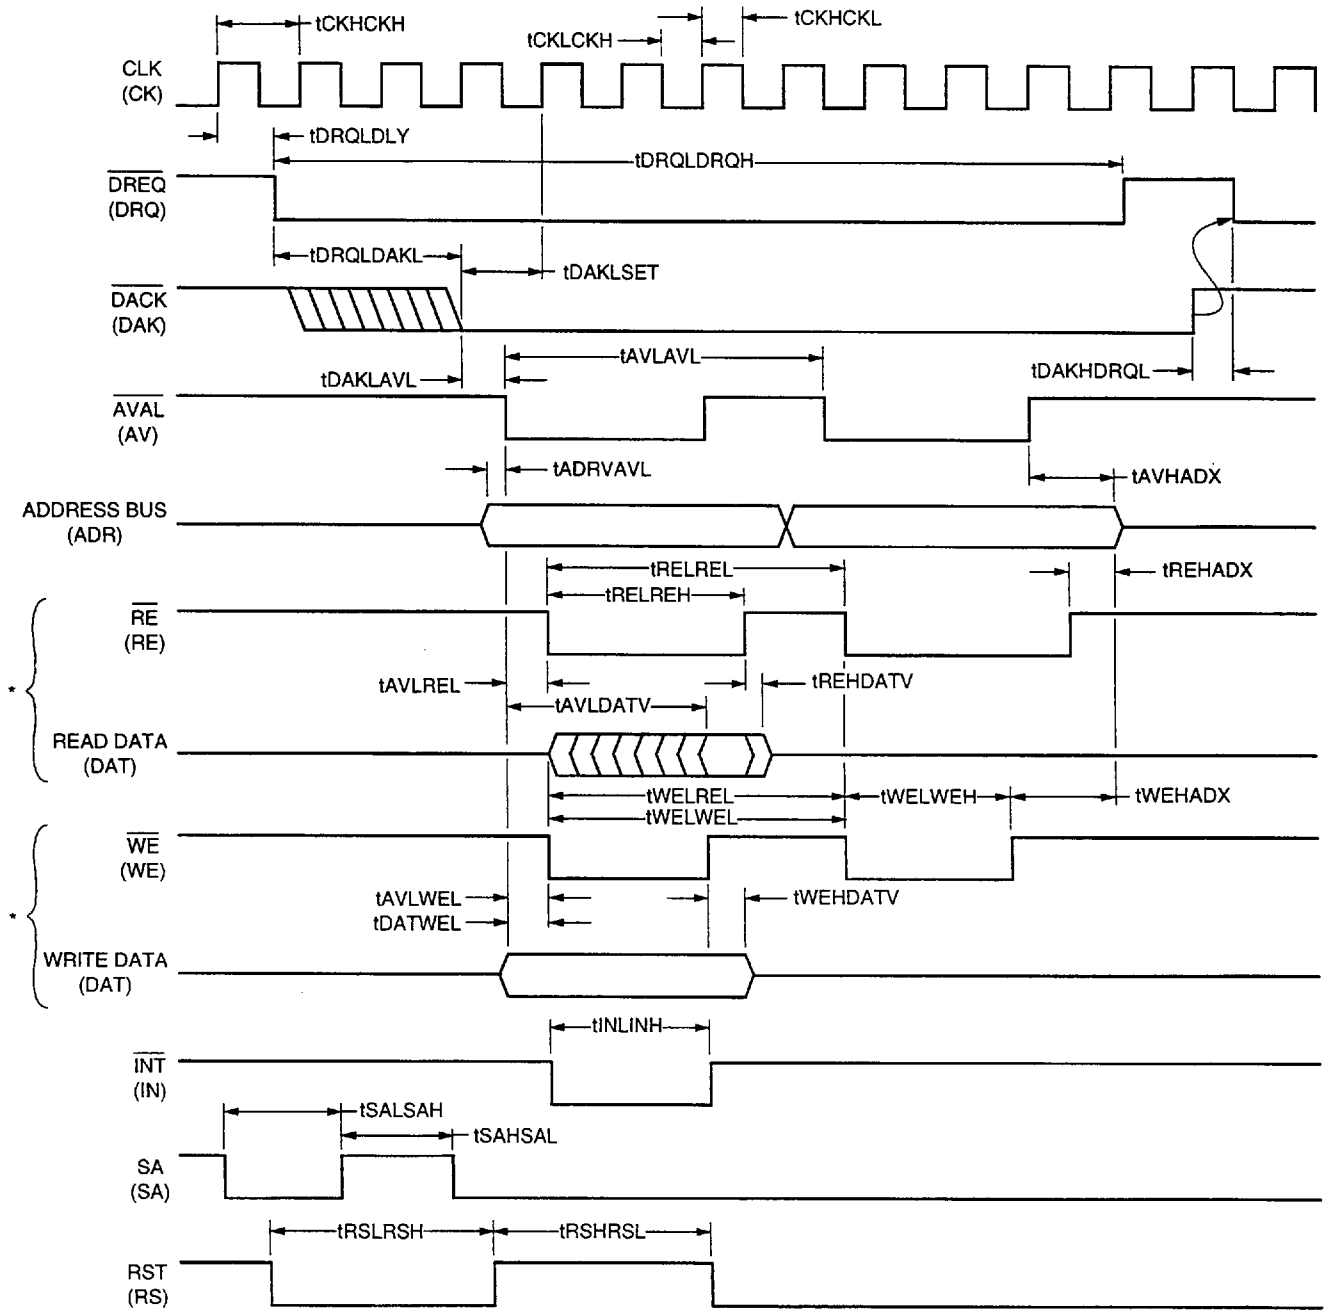 tCKHCKH
tCKHCKL
tCKLCKH
CLK
(CK)
tDRQLDLY
tDRQLDRQH
DREQ
(DRQ)
tDRQLDAKL
tDAKLSET
DACK
(DAK)
tAVLAVL
tDAKLAVL
tDAKHDRQL
AVAL
(AV)
tADRVAVL
tAVHADX
ADDRESS BUS
(ADR)
tRELREL
tREHADX
tRELREH
RE
(RE)
*
tAVLREL
tREHDATV
tAVLDATV
READ DATA
(DAT)
tWELREL
tWELWEH
tWEHADX
tWELWEL
WE
(WE)
*
tAVLWEL
tWEHDATV
tDATWEL
WRITE DATA
(DAT)
tINLINH
INT
(IN)
tSALSAH
tSAHSAL
SA
(SA)
tRSLRSH
tRSHRSL
RST
(RS)